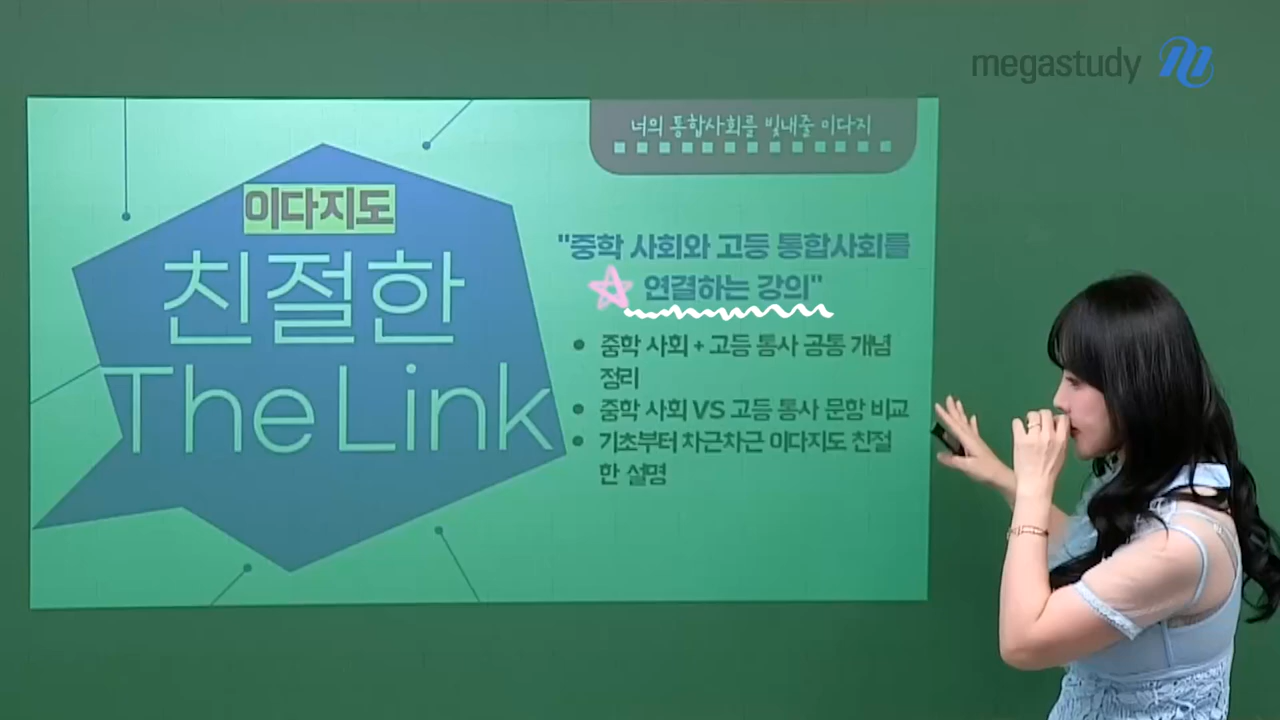 megastudy
너의 통합사회를 빛내줄 이다지
이다지도
친절한
The Link
"중학 사회와 고등 통합사회를
연결하는 강의"
• 중학 사회 + 고등 통사 공통 개념
정리
• 중학 사회 VS 고등 통사 문항 비교
• 기초부터 차근차근 이다지도 친절
한 설명